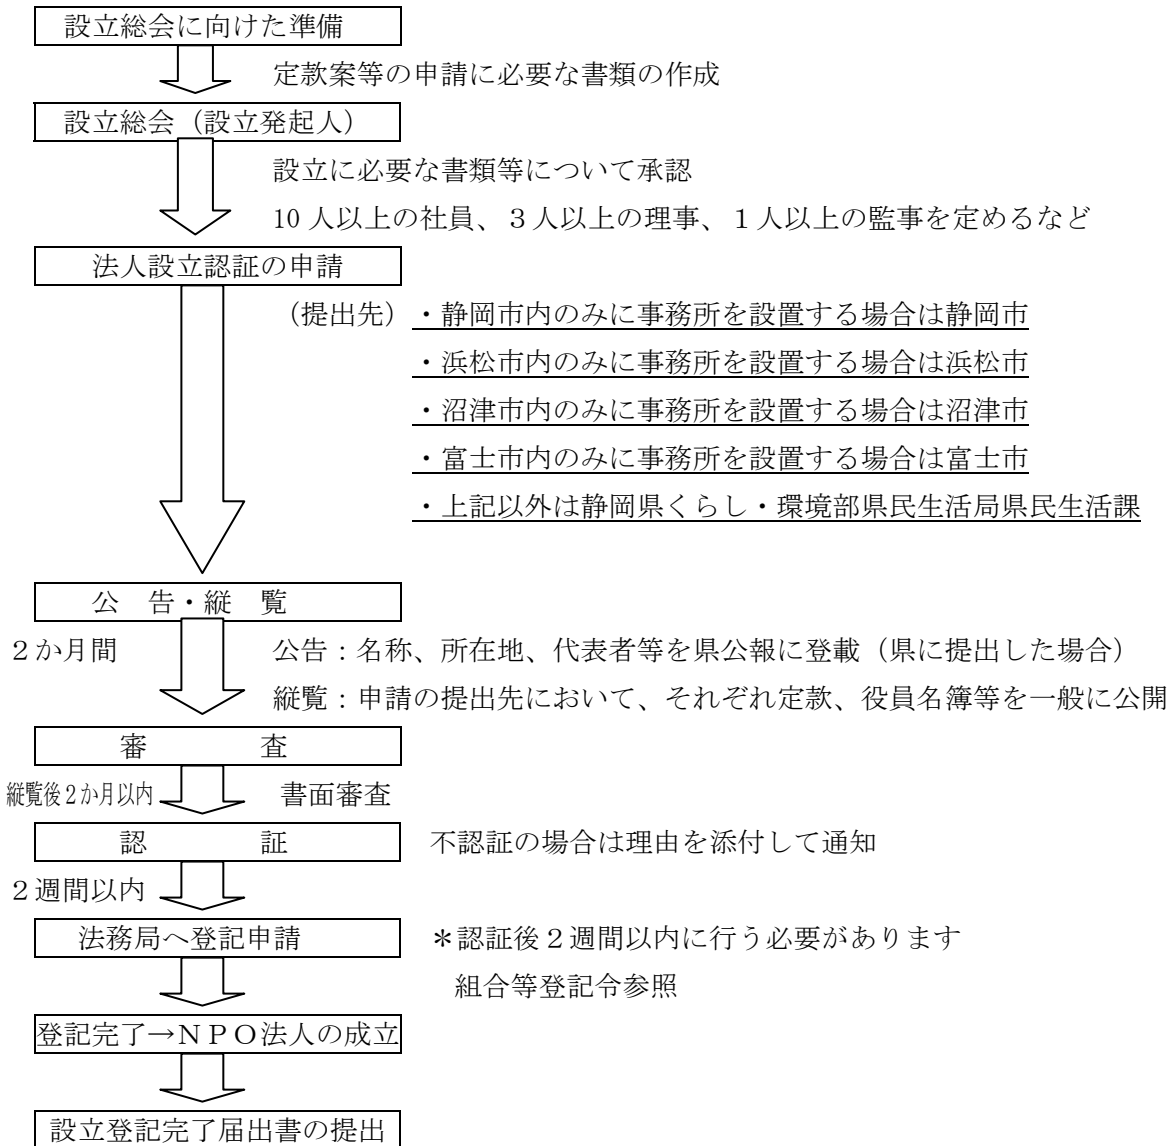 設立総会に向けた準備
定款案等の申請に必要な書類の作成
設立総会（設立発起人）
設立に必要な書類等について承認
10人以上の社員、３人以上の理事、１人以上の監事を定めるなど
法人設立認証の申請
（提出先）・静岡市内のみに事務所を設置する場合は静岡市
・浜松市内のみに事務所を設置する場合は浜松市
・沼津市内のみに事務所を設置する場合は沼津市
・富士市内のみに事務所を設置する場合は富士市
・上記以外は静岡県くらし・環境部県民生活局県民生活課
公　告・縦　覧
２か月間　公告：名称、所在地、代表者等を県公報に登載（県に提出した場合）
縦覧：申請の提出先において、それぞれ定款、役員名簿等を一般に公開
審　査
縦覧後２か月以内　書面審査
認　証　不認証の場合は理由を添付して通知
２週間以内
法務局へ登記申請　＊認証後２週間以内に行う必要があります
組合等登記令参照
登記完了→ＮＰＯ法人の成立
設立登記完了届出書の提出